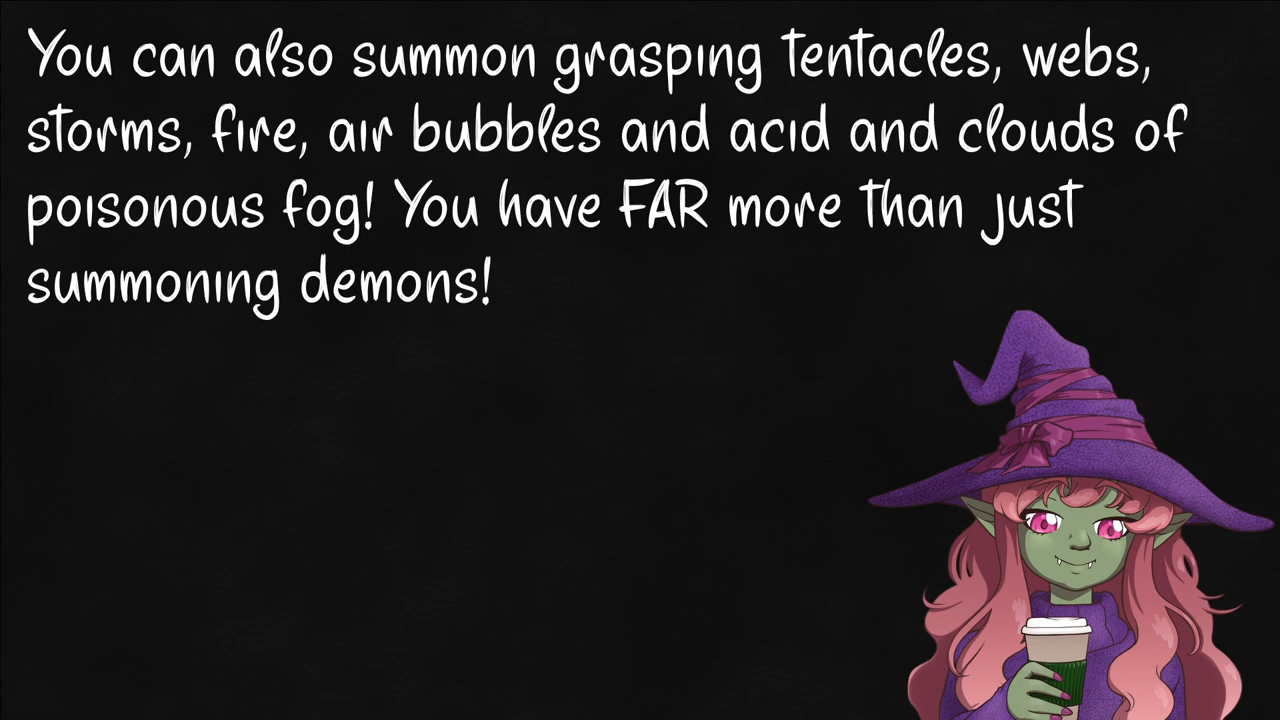 You can also summon grasping tentacles, webs,
storms, fire, air bubbles and acid and clouds of
poisonous fog! You have FAR more than just
summoning demons!